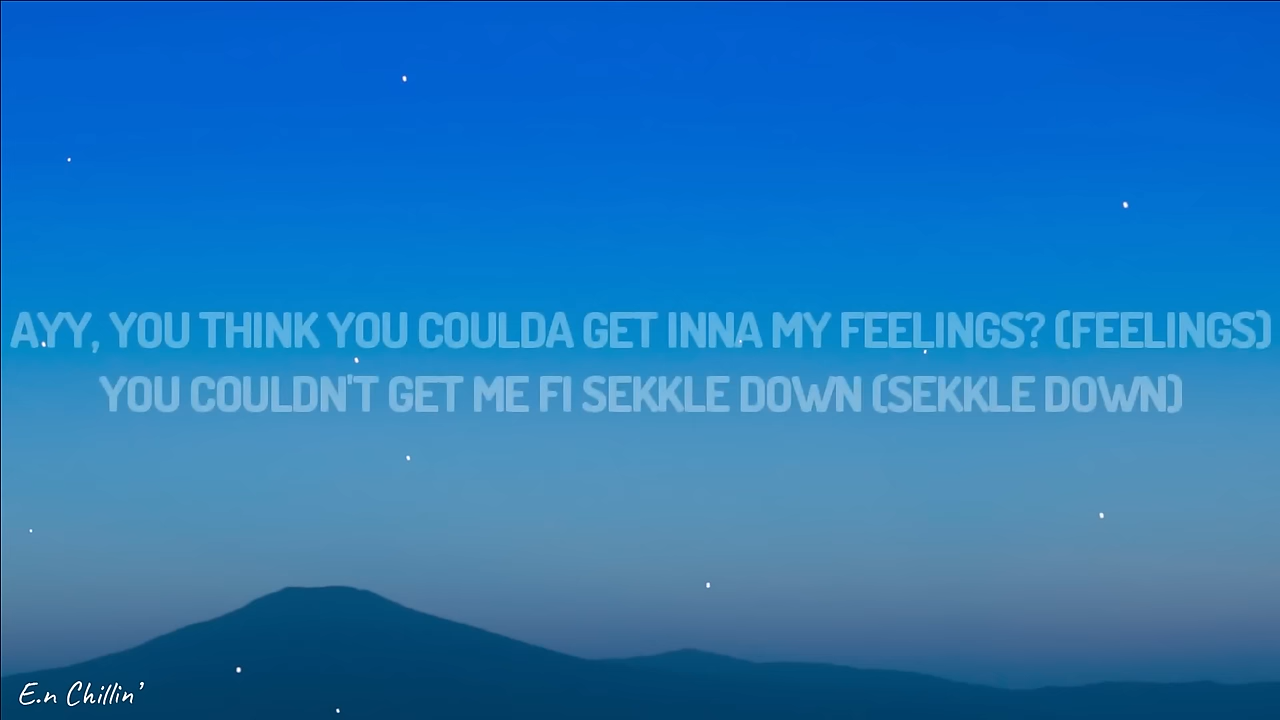 AYY, YOU THINK YOU COULDA GET INNA MY FEELINGS? (FEELINGS)
YOU COULDN'T GET ME FI SEKKLE DOWN (SEKKLE DOWN)
E.n Chillin'